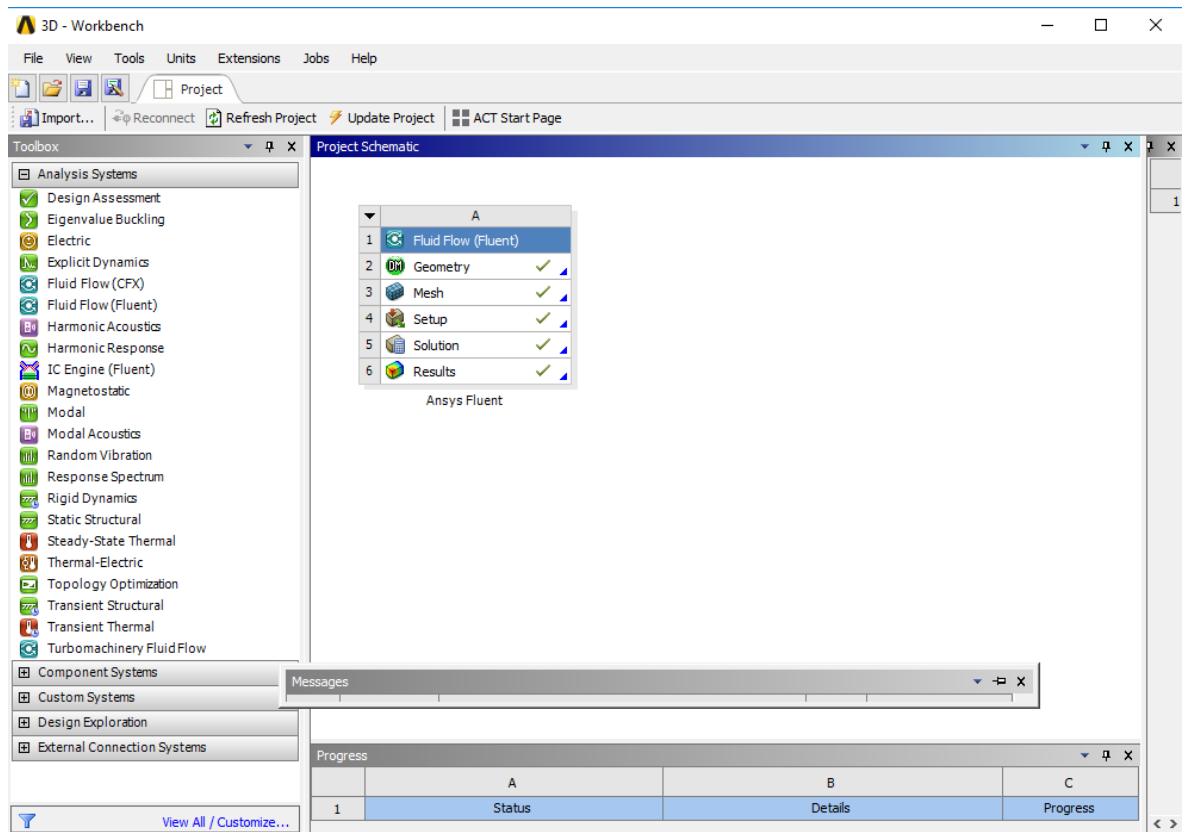 3D - Workbench
File View Tools Units Extensions Jobs Help
Project
Import... Reconnect Refresh Project Update Project ACT Start Page
Toolbox
Project Schematic
Analysis Systems
Design Assessment
Eigenvalue Buckling
Electric
Explicit Dynamics
Fluid Flow (CFX)
Fluid Flow (Fluent)
Harmonic Acoustics
Harmonic Response
IC Engine (Fluent)
Magnetostatic
Modal
Modal Acoustics
Random Vibration
Response Spectrum
Rigid Dynamics
Static Structural
Steady-State Thermal
Thermal-Electric
Topology Optimization
Transient Structural
Transient Thermal
Turbomachinery Fluid Flow
Component Systems
Custom Systems
Design Exploration
External Connection Systems
View All / Customize...
A
1 Fluid Flow (Fluent)
2 DM Geometry
3 Mesh
4 Setup
5 Solution
6 Results
Ansys Fluent
1
Messages
Progress
A B C
1 Status Details Progress